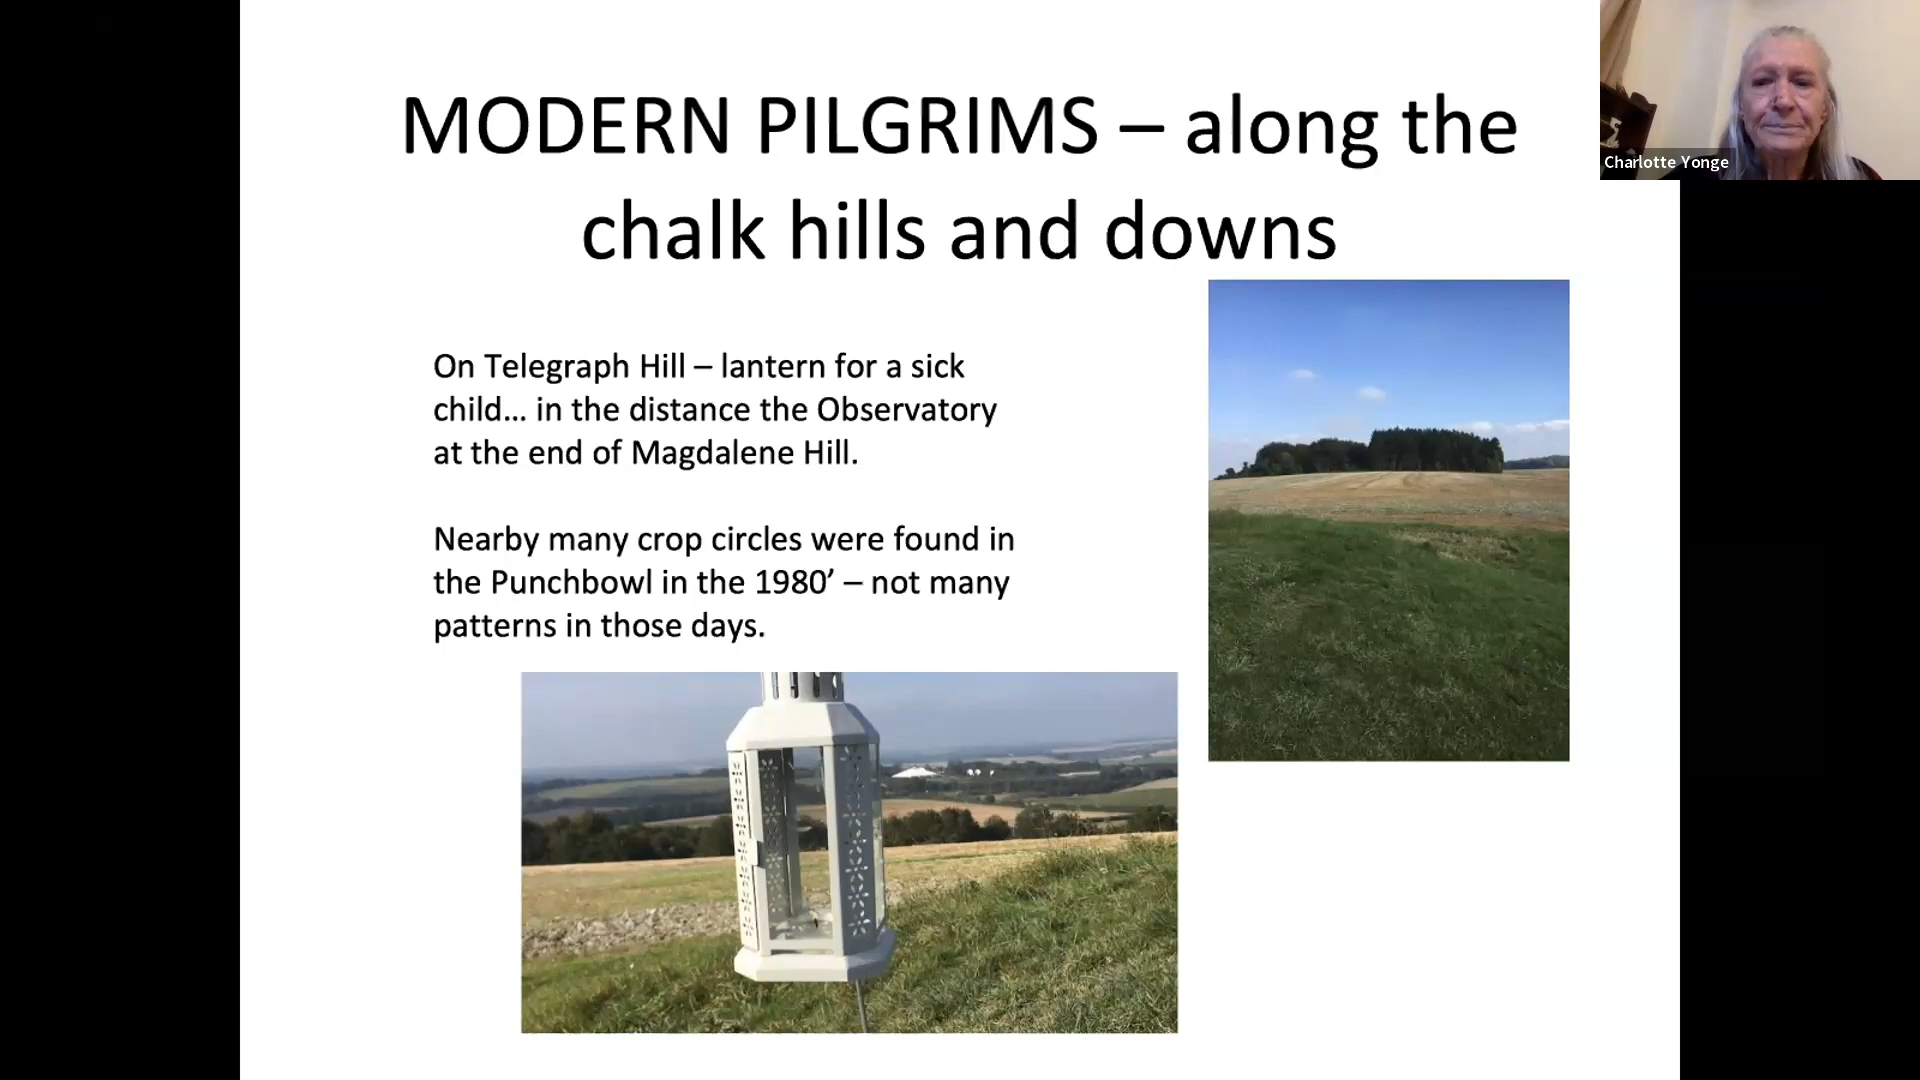 MODERN PILGRIMS – along the
chalk hills and downs
Charlotte Yonge
On Telegraph Hill – lantern for a sick
child... in the distance the Observatory
at the end of Magdalene Hill.
Nearby many crop circles were found in
the Punchbowl in the 1980’ – not many
patterns in those days.